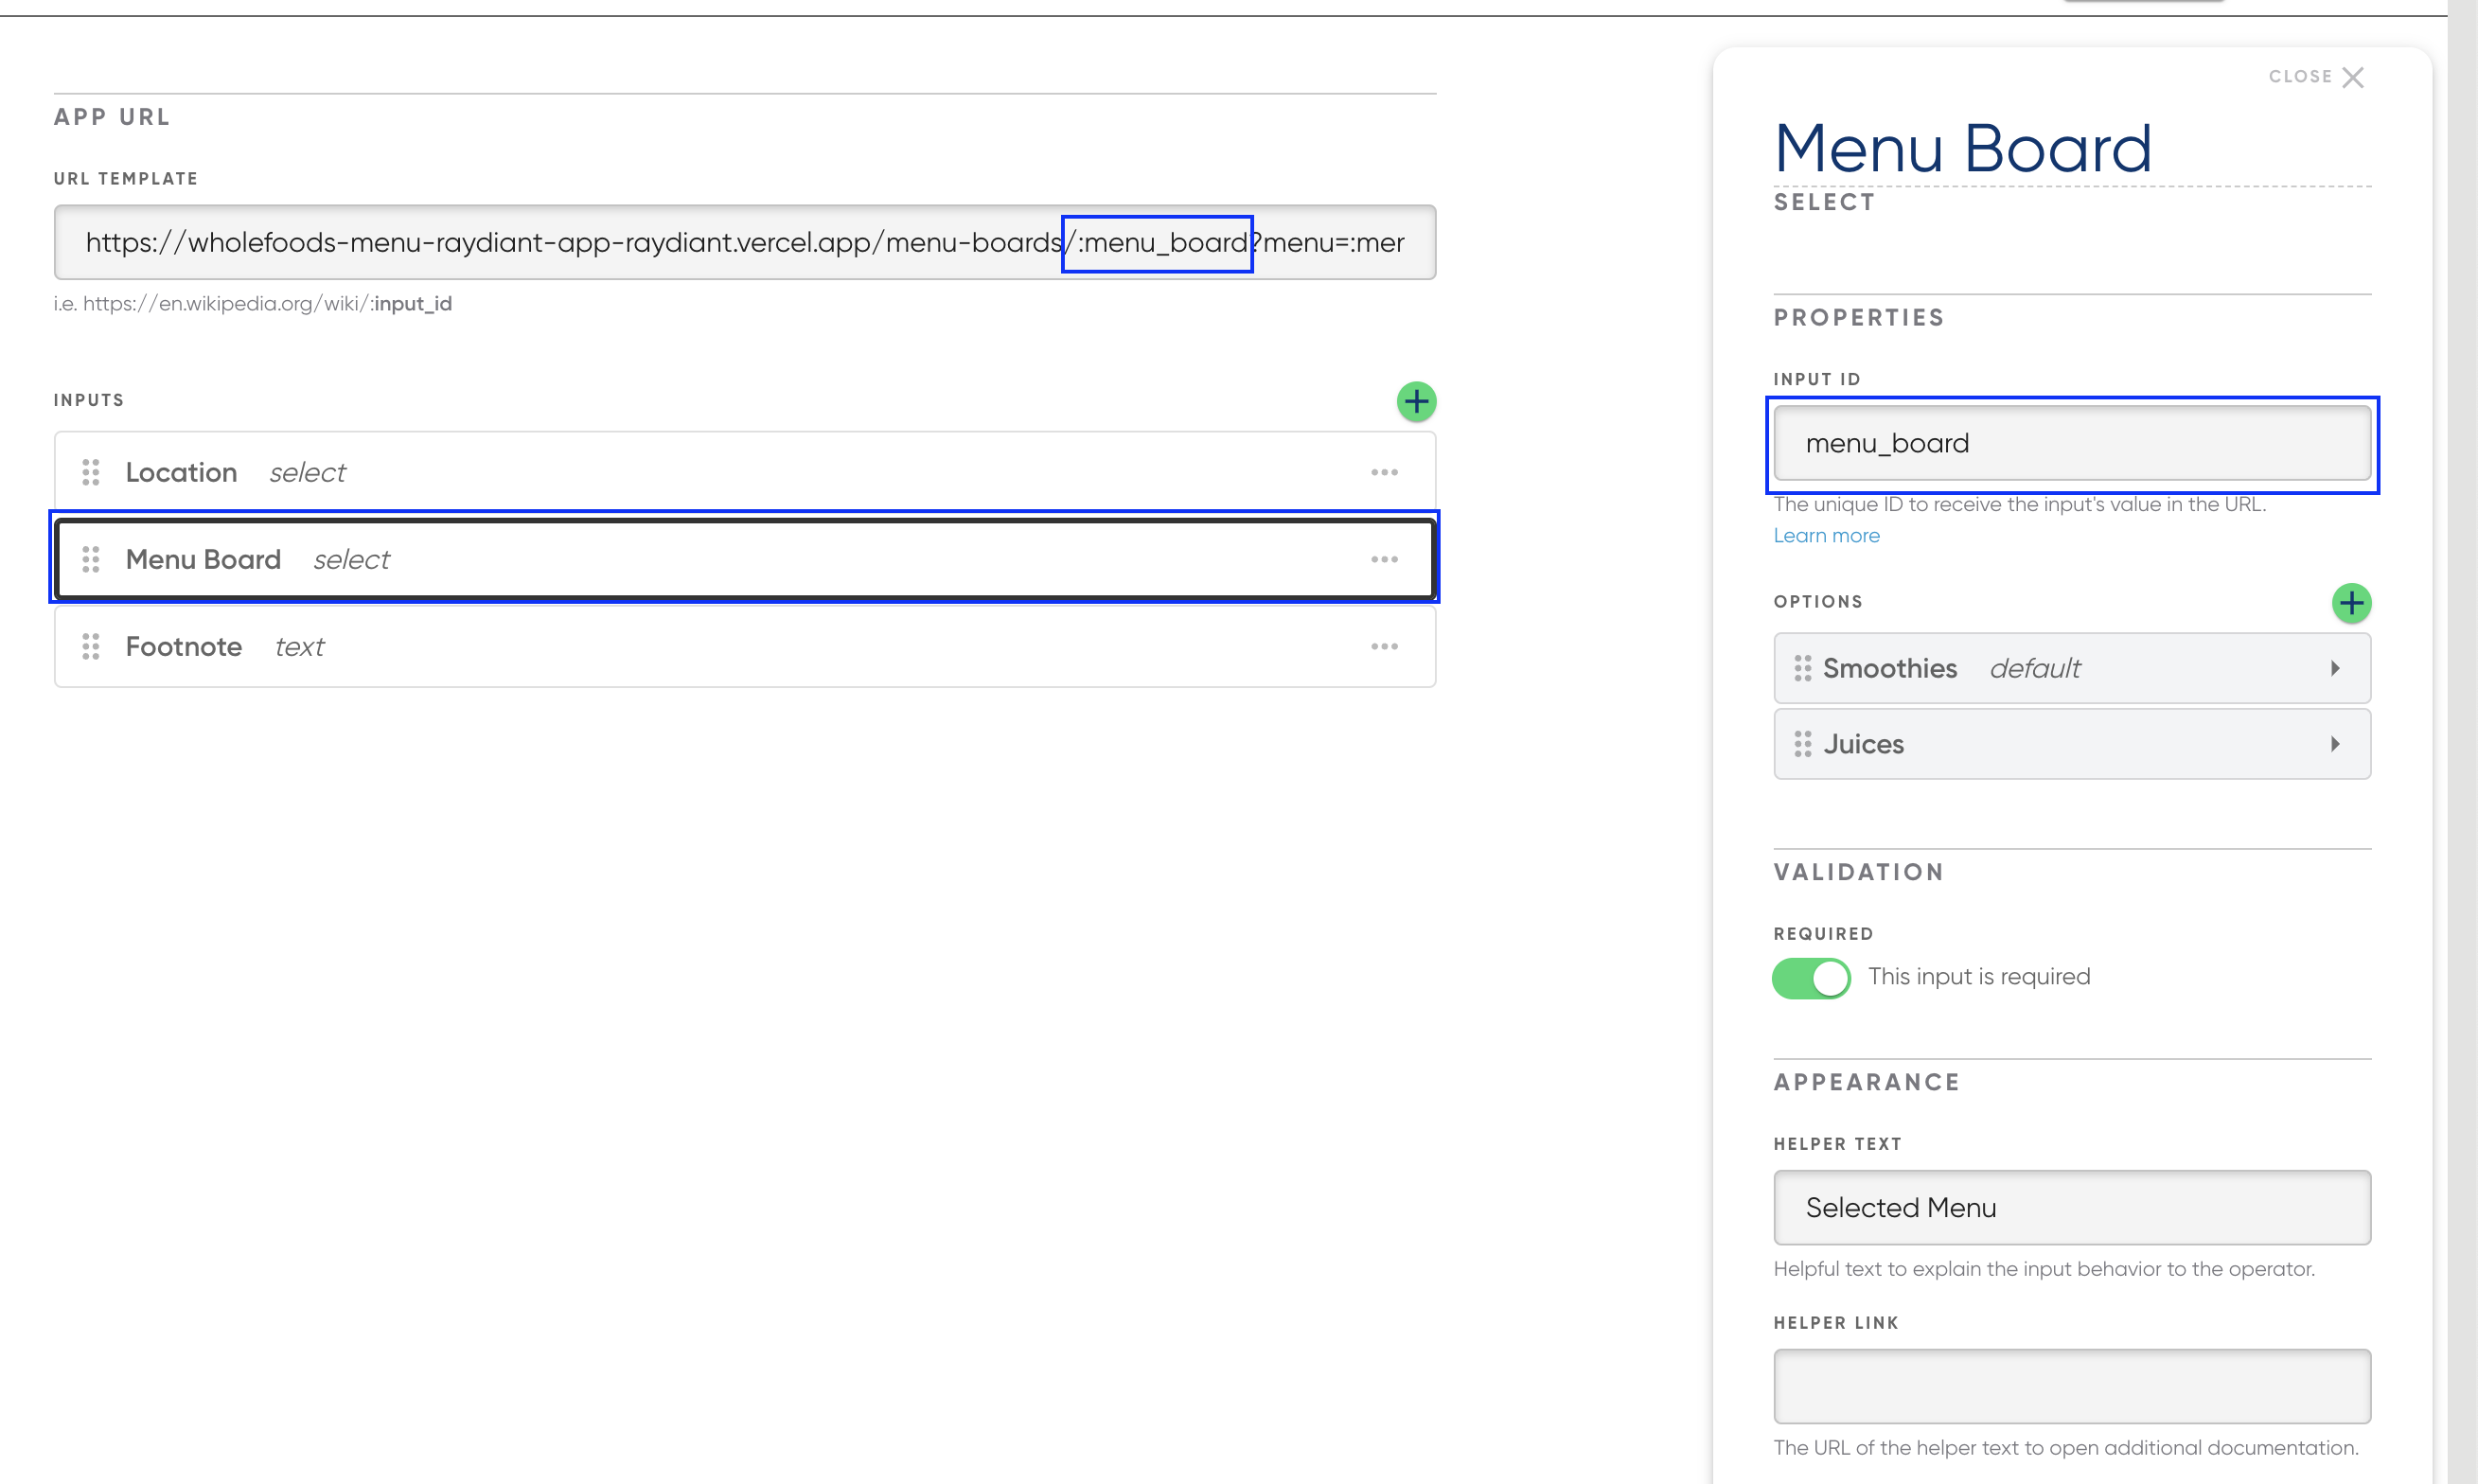 APP URL
URL TEMPLATE
https://wholefoods-menu-raydiant-app-raydiant.vercel.app/menu-boards/:menu_board?menu=:mer
i.e. https://en.wikipedia.org/wiki/:input_id
INPUTS
Location select
Menu Board select
Footnote text
CLOSE
Menu Board
SELECT
PROPERTIES
INPUT ID
menu_board
The unique ID to receive the input's value in the URL.
Learn more
OPTIONS
Smoothies default
Juices
VALIDATION
REQUIRED
This input is required
APPEARANCE
HELPER TEXT
Selected Menu
Helpful text to explain the input behavior to the operator.
HELPER LINK
The URL of the helper text to open additional documentation.